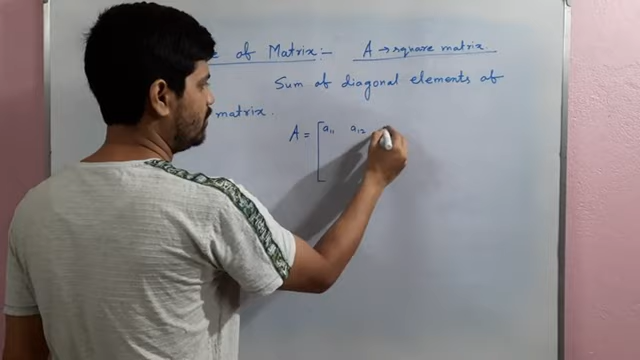 of Matrix:- A → square matrix.
Sum of diagonal elements of
matrix.
A = [ a₁₁ a₁₂